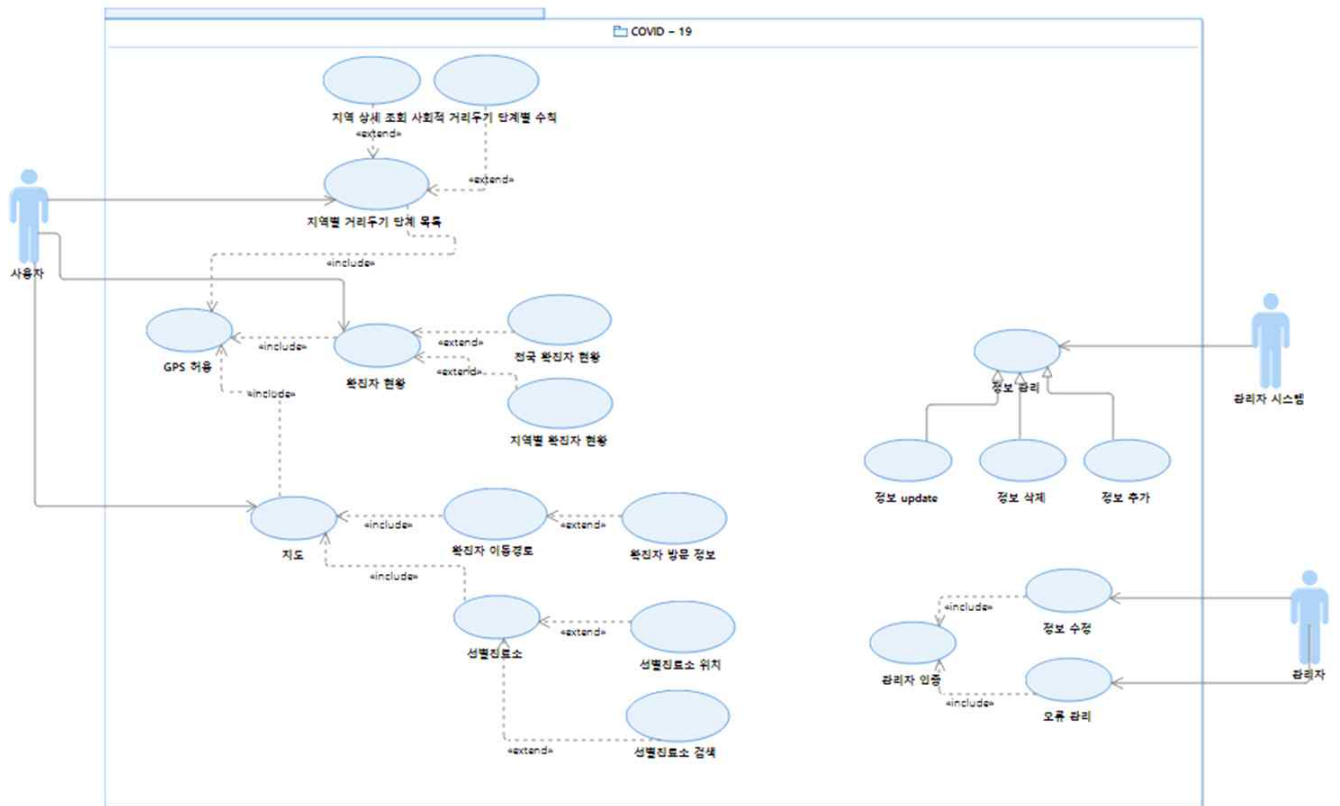 COVID – 19
지역 상세 조회 사회적 거리두기 단계별 수칙
«extend»
«extend»
지역별 거리두기 단계 목록
«include»
사용자
GPS 허용
«include»
확진자 현황
«extend»
전국 확진자 현황
«extend»
지역별 확진자 현황
«include»
정보 관리
관리자 시스템
정보 update
정보 삭제
정보 추가
지도
«include»
확진자 이동경로
«extend»
확진자 방문 정보
«include»
선별진료소
«extend»
선별진료소 위치
«extend»
선별진료소 검색
«include»
정보 수정
관리자 인증
관리자
«include»
오류 관리